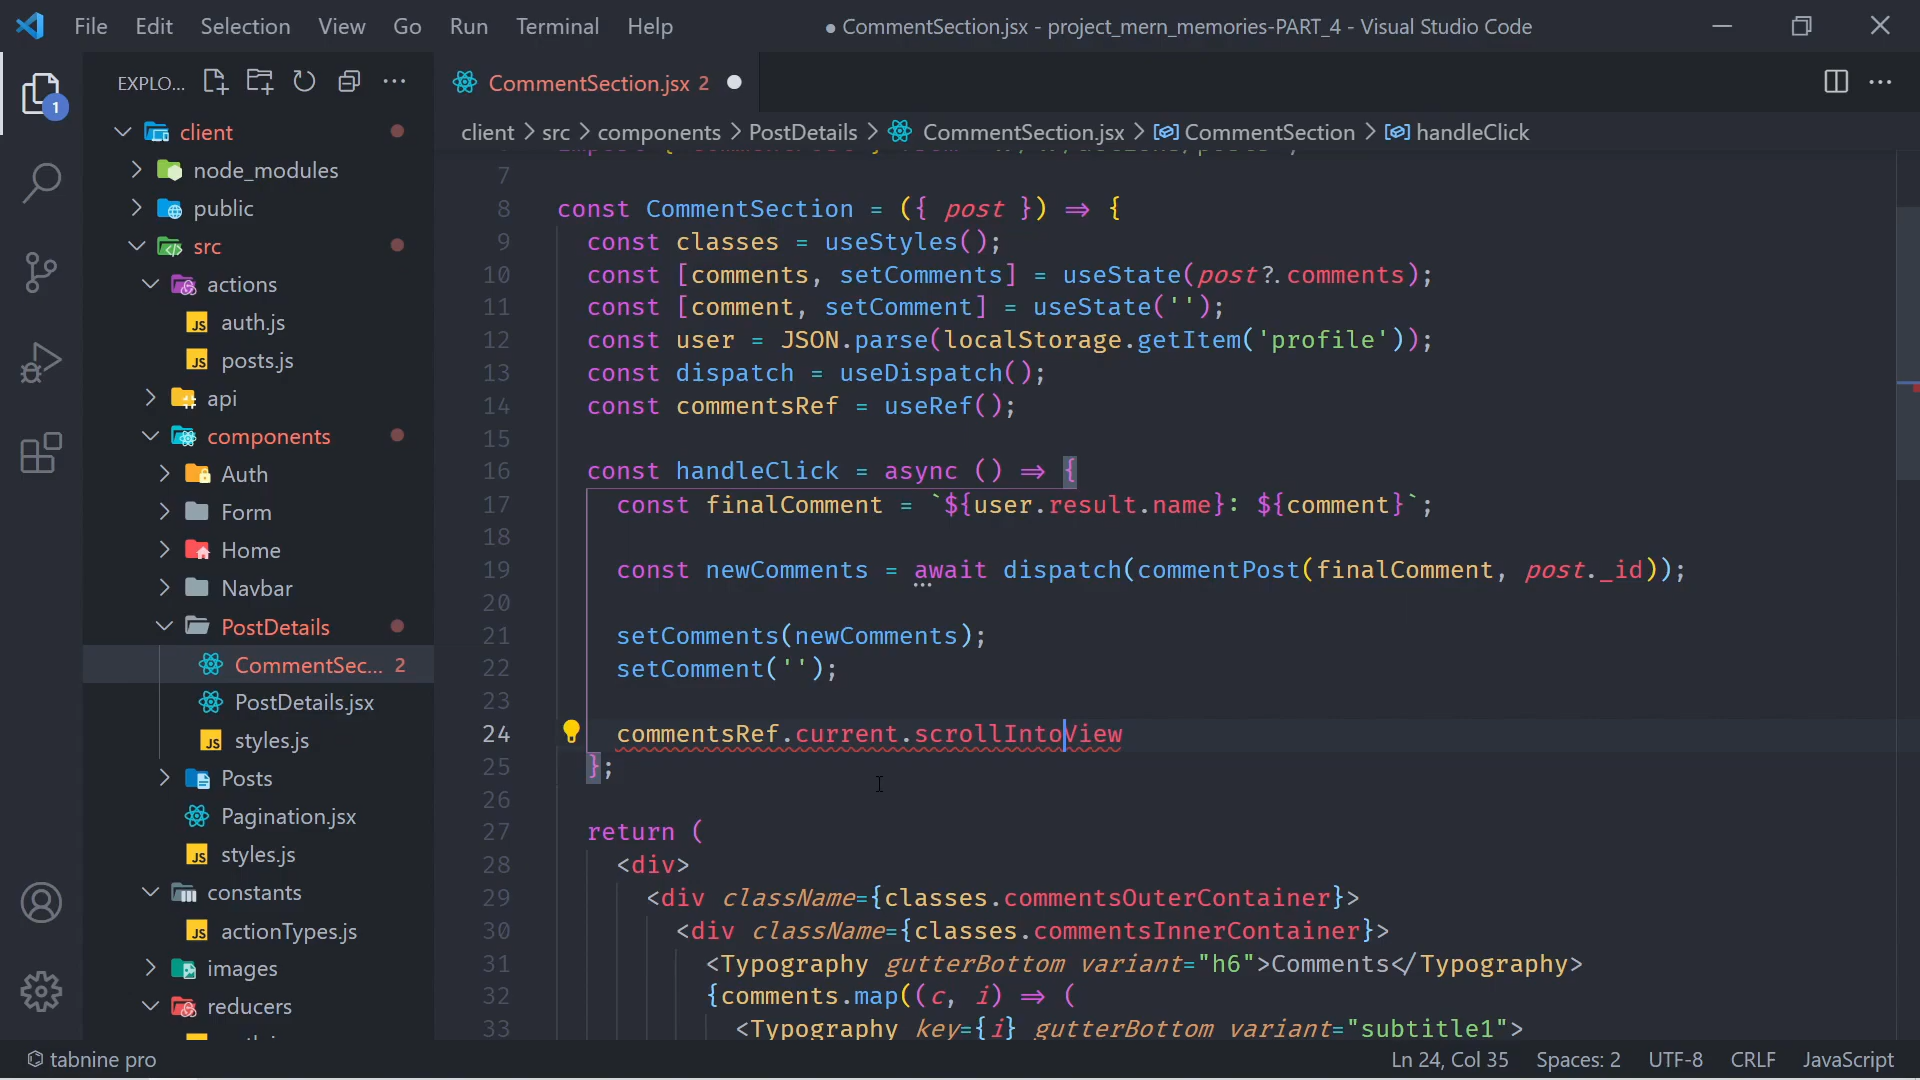 File Edit Selection View Go Run Terminal Help
● CommentSection.jsx - project_mern_memories-PART_4 - Visual Studio Code
EXPLO...
CommentSection.jsx 2
client > src > components > PostDetails > CommentSection.jsx > CommentSection > handleClick
1
client
node_modules
public
src
actions
auth.js
posts.js
api
components
Auth
Form
Home
Navbar
PostDetails
CommentSec... 2
PostDetails.jsx
styles.js
Posts
Pagination.jsx
styles.js
constants
actionTypes.js
images
reducers
7
8 const CommentSection = ({ post }) ⇒ {
9 const classes = useStyles();
10 const [comments, setComments] = useState(post?.comments);
11 const [comment, setComment] = useState('');
12 const user = JSON.parse(localStorage.getItem('profile'));
13 const dispatch = useDispatch();
14 const commentsRef = useRef();
15
16 const handleClick = async () ⇒ {
17 const finalComment = `${user.result.name}: ${comment}`;
18
19 const newComments = await dispatch(commentPost(finalComment, post._id));
20
21 setComments(newComments);
22 setComment('');
23
24 commentsRef.current.scrollIntoView
25 };
26
27 return (
28 <div>
29 <div className={classes.commentsOuterContainer}>
30 <div className={classes.commentsInnerContainer}>
31 <Typography gutterBottom variant="h6">Comments</Typography>
32 {comments.map((c, i) ⇒ (
33 <Typography key={i} gutterBottom variant="subtitle1">
tabnine pro
Ln 24, Col 35 Spaces: 2 UTF-8 CRLF JavaScript